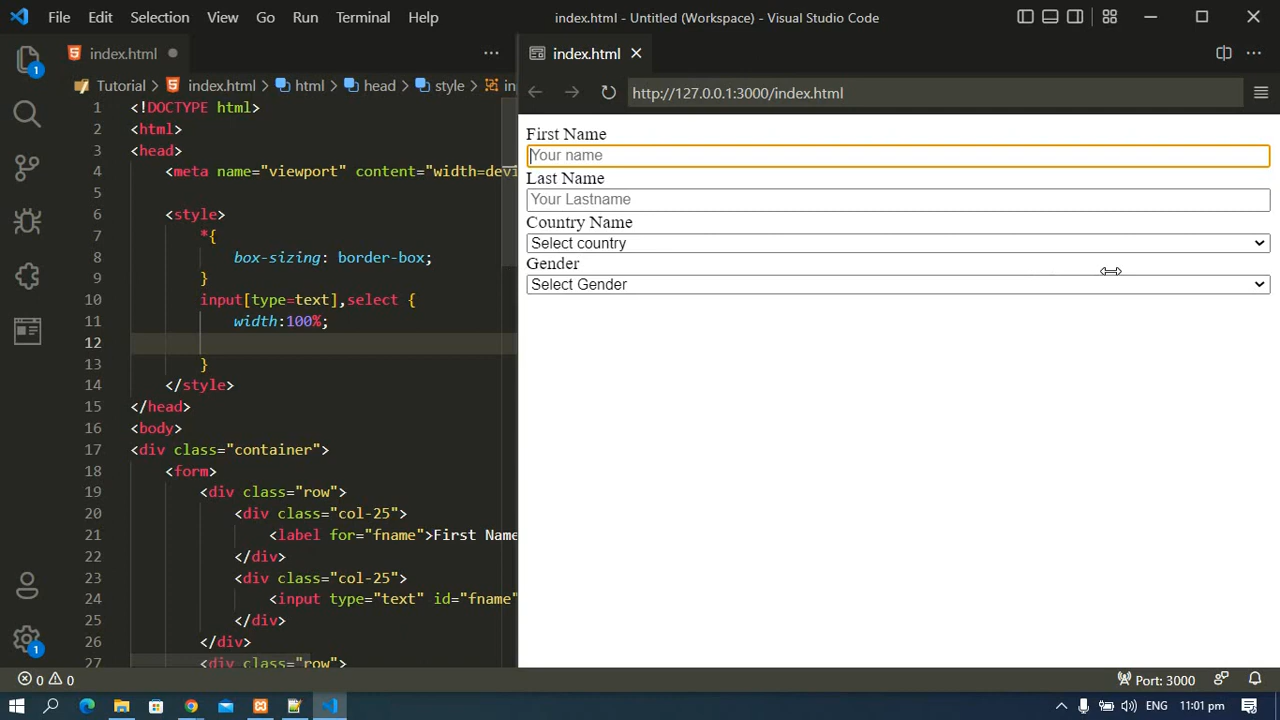 File Edit Selection View Go Run Terminal Help index.html - Untitled (Workspace) - Visual Studio Code
index.html
index.html
Tutorial > index.html > html > head > style > in
http://127.0.0.1:3000/index.html
1 <!DOCTYPE html>
2 <html>
3 <head>
4 <meta name="viewport" content="width=devi
5
6 <style>
7 *{
8 box-sizing: border-box;
9 }
10 input[type=text],select {
11 width:100%;
12
13 }
14 </style>
15 </head>
16 <body>
17 <div class="container">
18 <form>
19 <div class="row">
20 <div class="col-25">
21 <label for="fname">First Name
22 </div>
23 <div class="col-25">
24 <input type="text" id="fname"
25 </div>
26 </div>
27 <div class="row">
First Name
Your name
Last Name
Your Lastname
Country Name
Select country
Gender
Select Gender
1
1
0 0
Port: 3000
ENG 11:01 pm